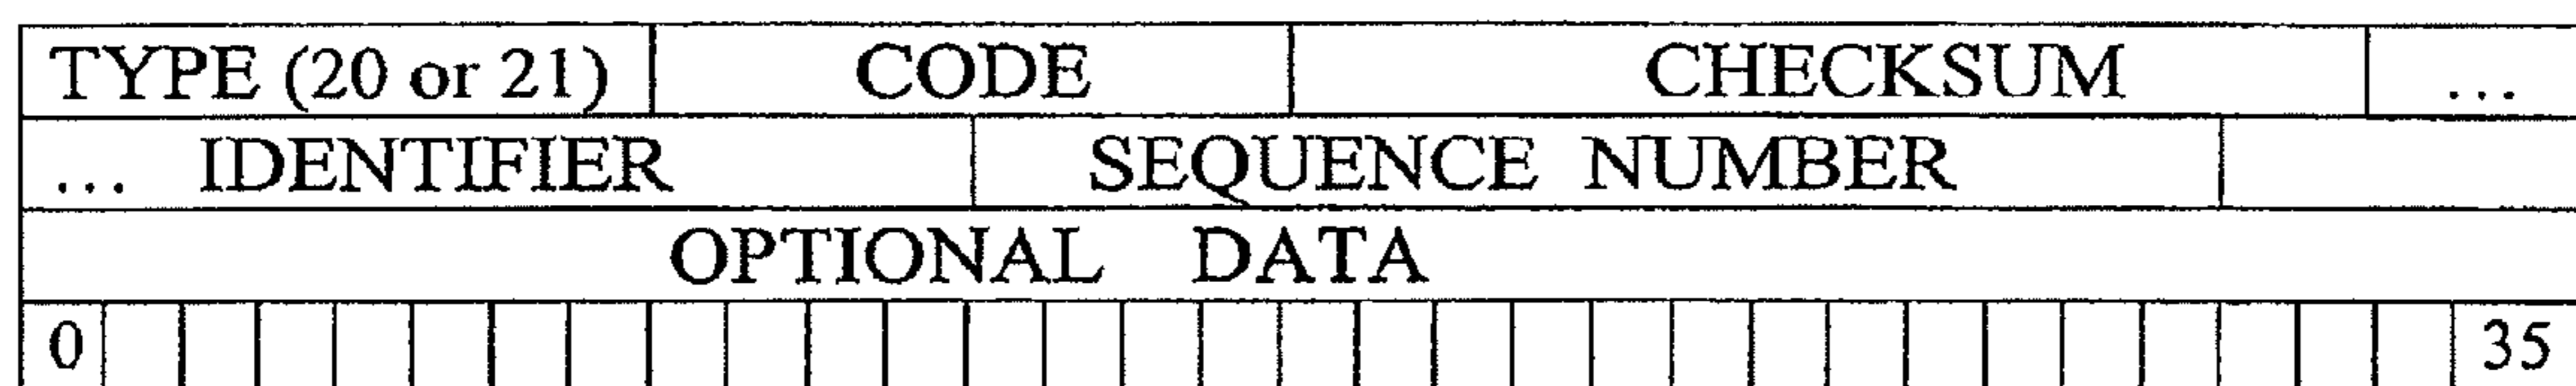 TYPE (20 or 21) CODE CHECKSUM ...
... IDENTIFIER SEQUENCE NUMBER
OPTIONAL DATA
0 35